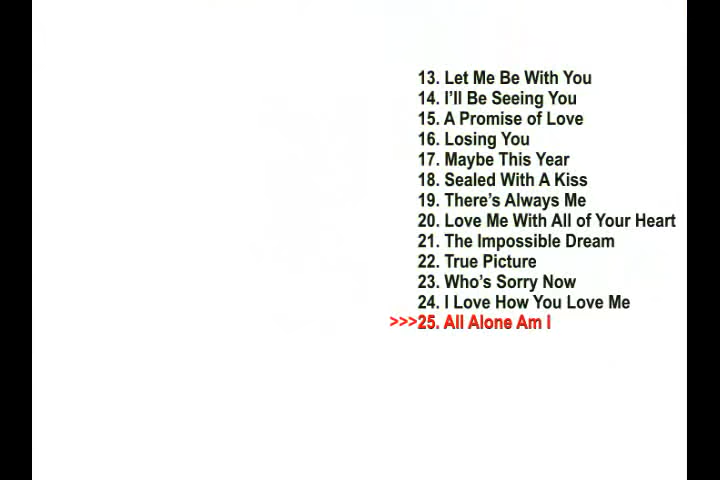 13. Let Me Be With You
14. I'll Be Seeing You
15. A Promise of Love
16. Losing You
17. Maybe This Year
18. Sealed With A Kiss
19. There's Always Me
20. Love Me With All of Your Heart
21. The Impossible Dream
22. True Picture
23. Who's Sorry Now
24. I Love How You Love Me
>>>25. All Alone Am I